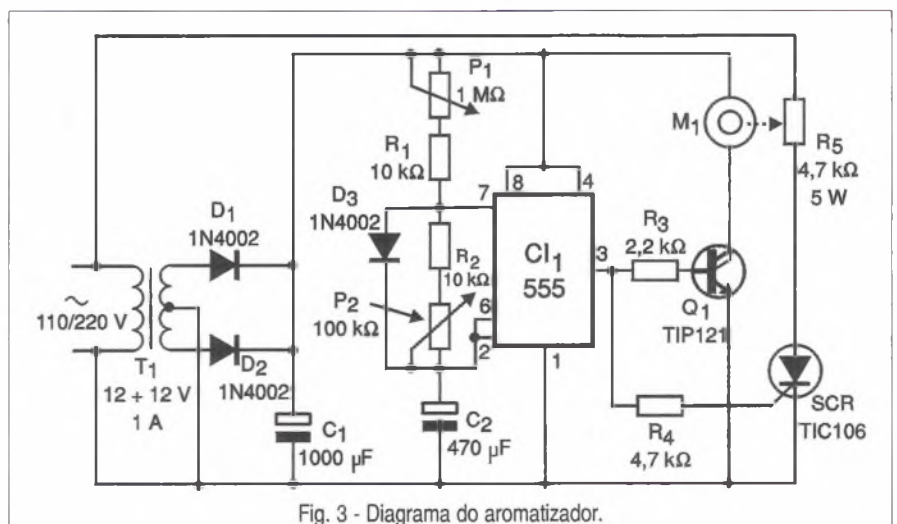 P1
1 MΩ
R1
10 kΩ
D3
1N4002
R2
10 kΩ
P2
100 kΩ
7
8
4
6
2
3
1
CI1
555
M1
R5
4,7 kΩ
5 W
R3
2,2 kΩ
Q1
TIP121
R4
4,7 kΩ
SCR
TIC106
D1
1N4002
D2
1N4002
~
110/220 V
T1
12 + 12 V
1 A
C1
1000 µF
C2
470 µF
Fig. 3 - Diagrama do aromatizador.